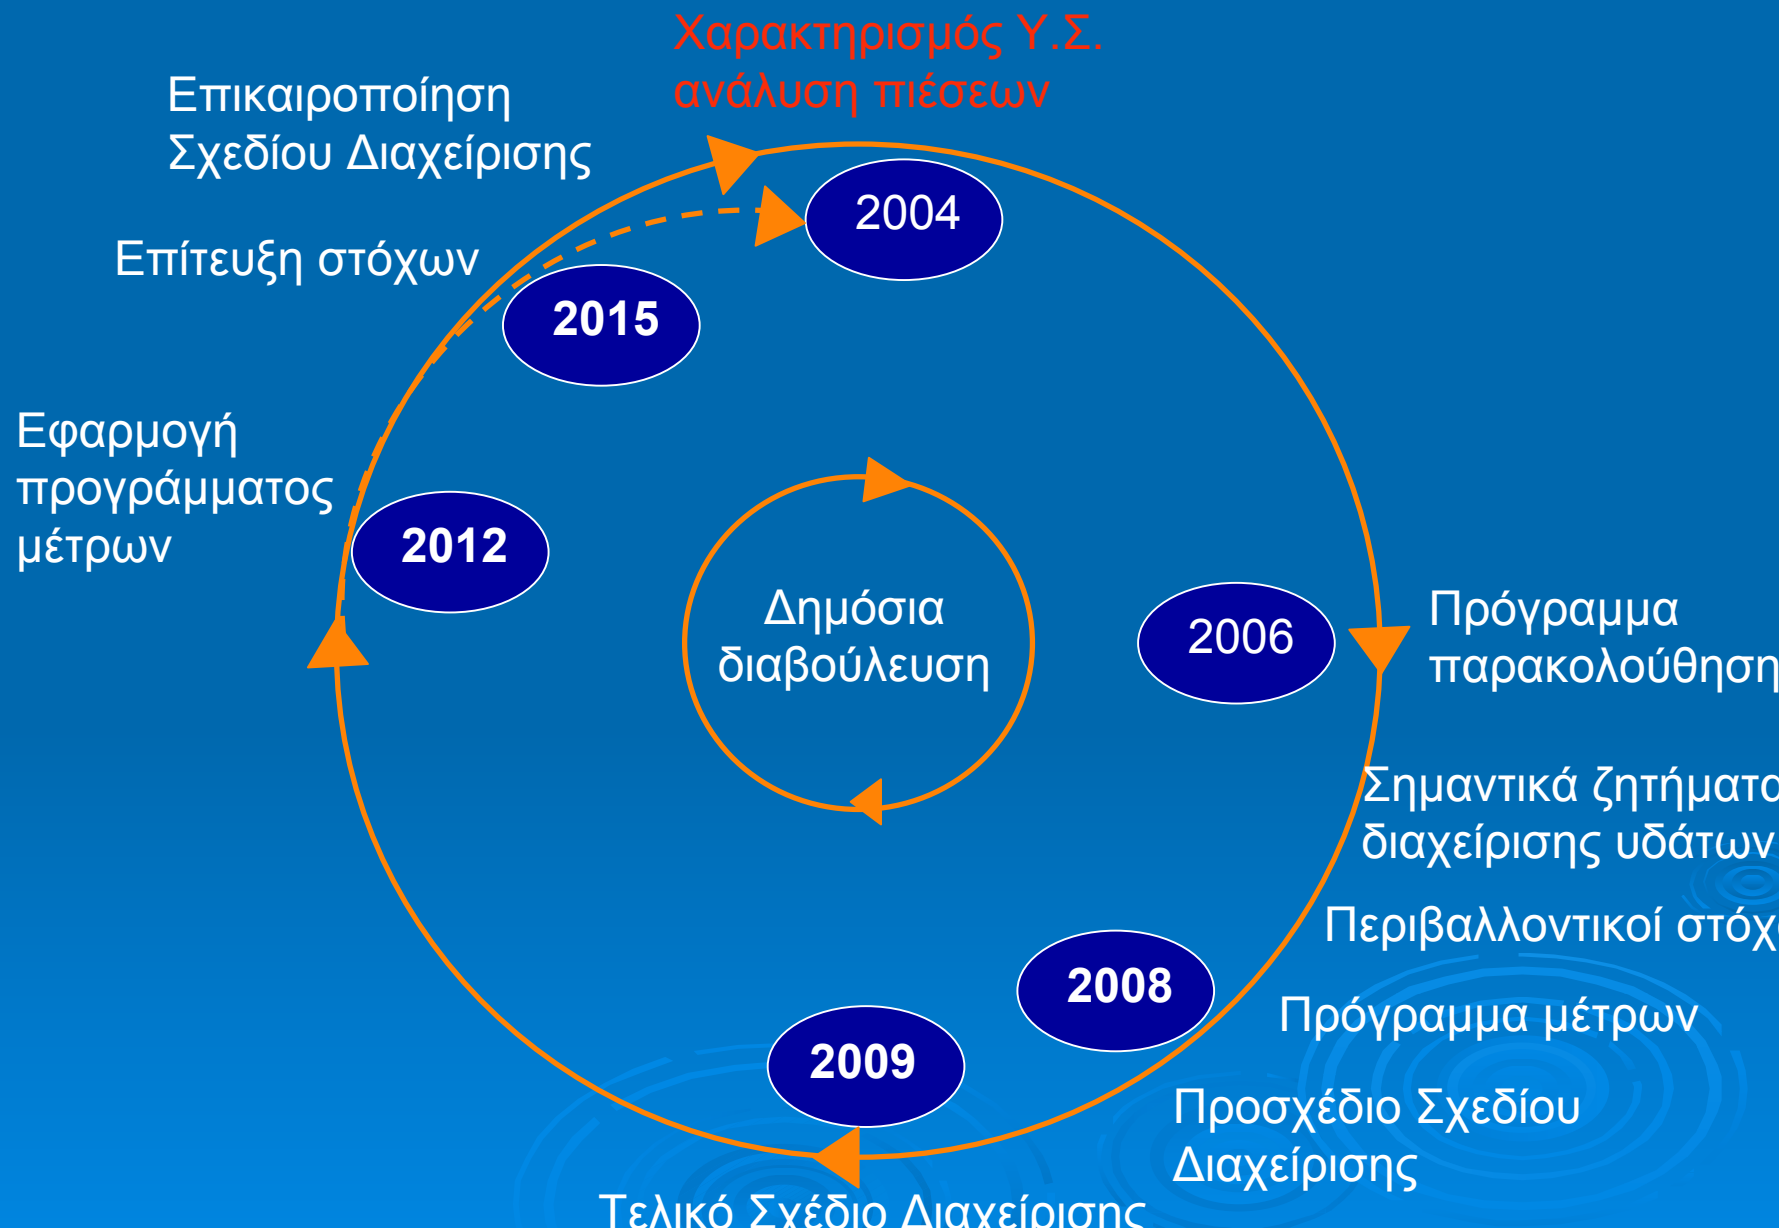 Χαρακτηρισμός Υ.Σ.
ανάλυση πιέσεων
Επικαιροποίηση
Σχεδίου Διαχείρισης
2004
Επίτευξη στόχων
2015
Εφαρμογή
προγράμματος
μέτρων
2012
Δημόσια
διαβούλευση
2006
Πρόγραμμα
παρακολούθηση
Σημαντικά ζητήματα
διαχείρισης υδάτων
Περιβαλλοντικοί
2008
Πρόγραμμα μέτρων
2009
Προσχέδιο Σχεδίου
Διαχείρισης
Τελικό Σχέδιο Διαχείρισης